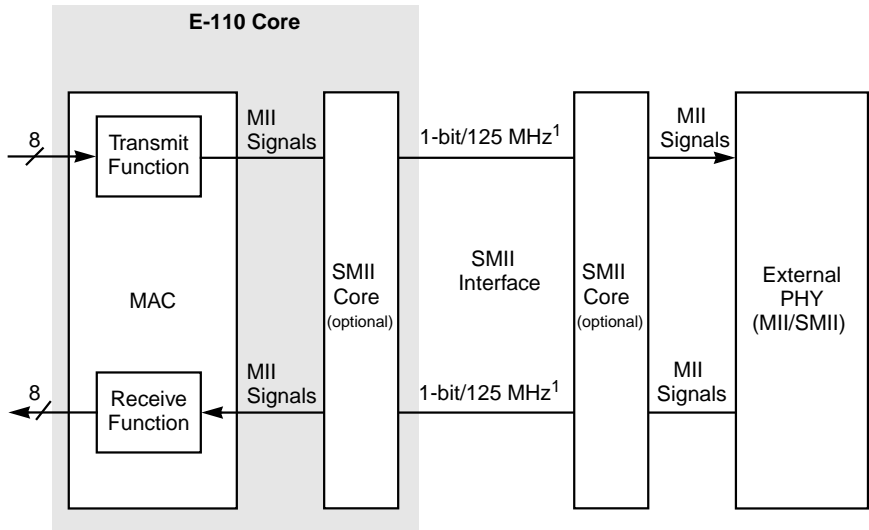 E-110 Core
8
Transmit
Function
MII
Signals
1-bit/125 MHz1
MII
Signals
MAC
SMII
Core
(optional)
SMII
Interface
SMII
Core
(optional)
External
PHY
(MII/SMII)
8
Receive
Function
MII
Signals
1-bit/125 MHz1
MII
Signals